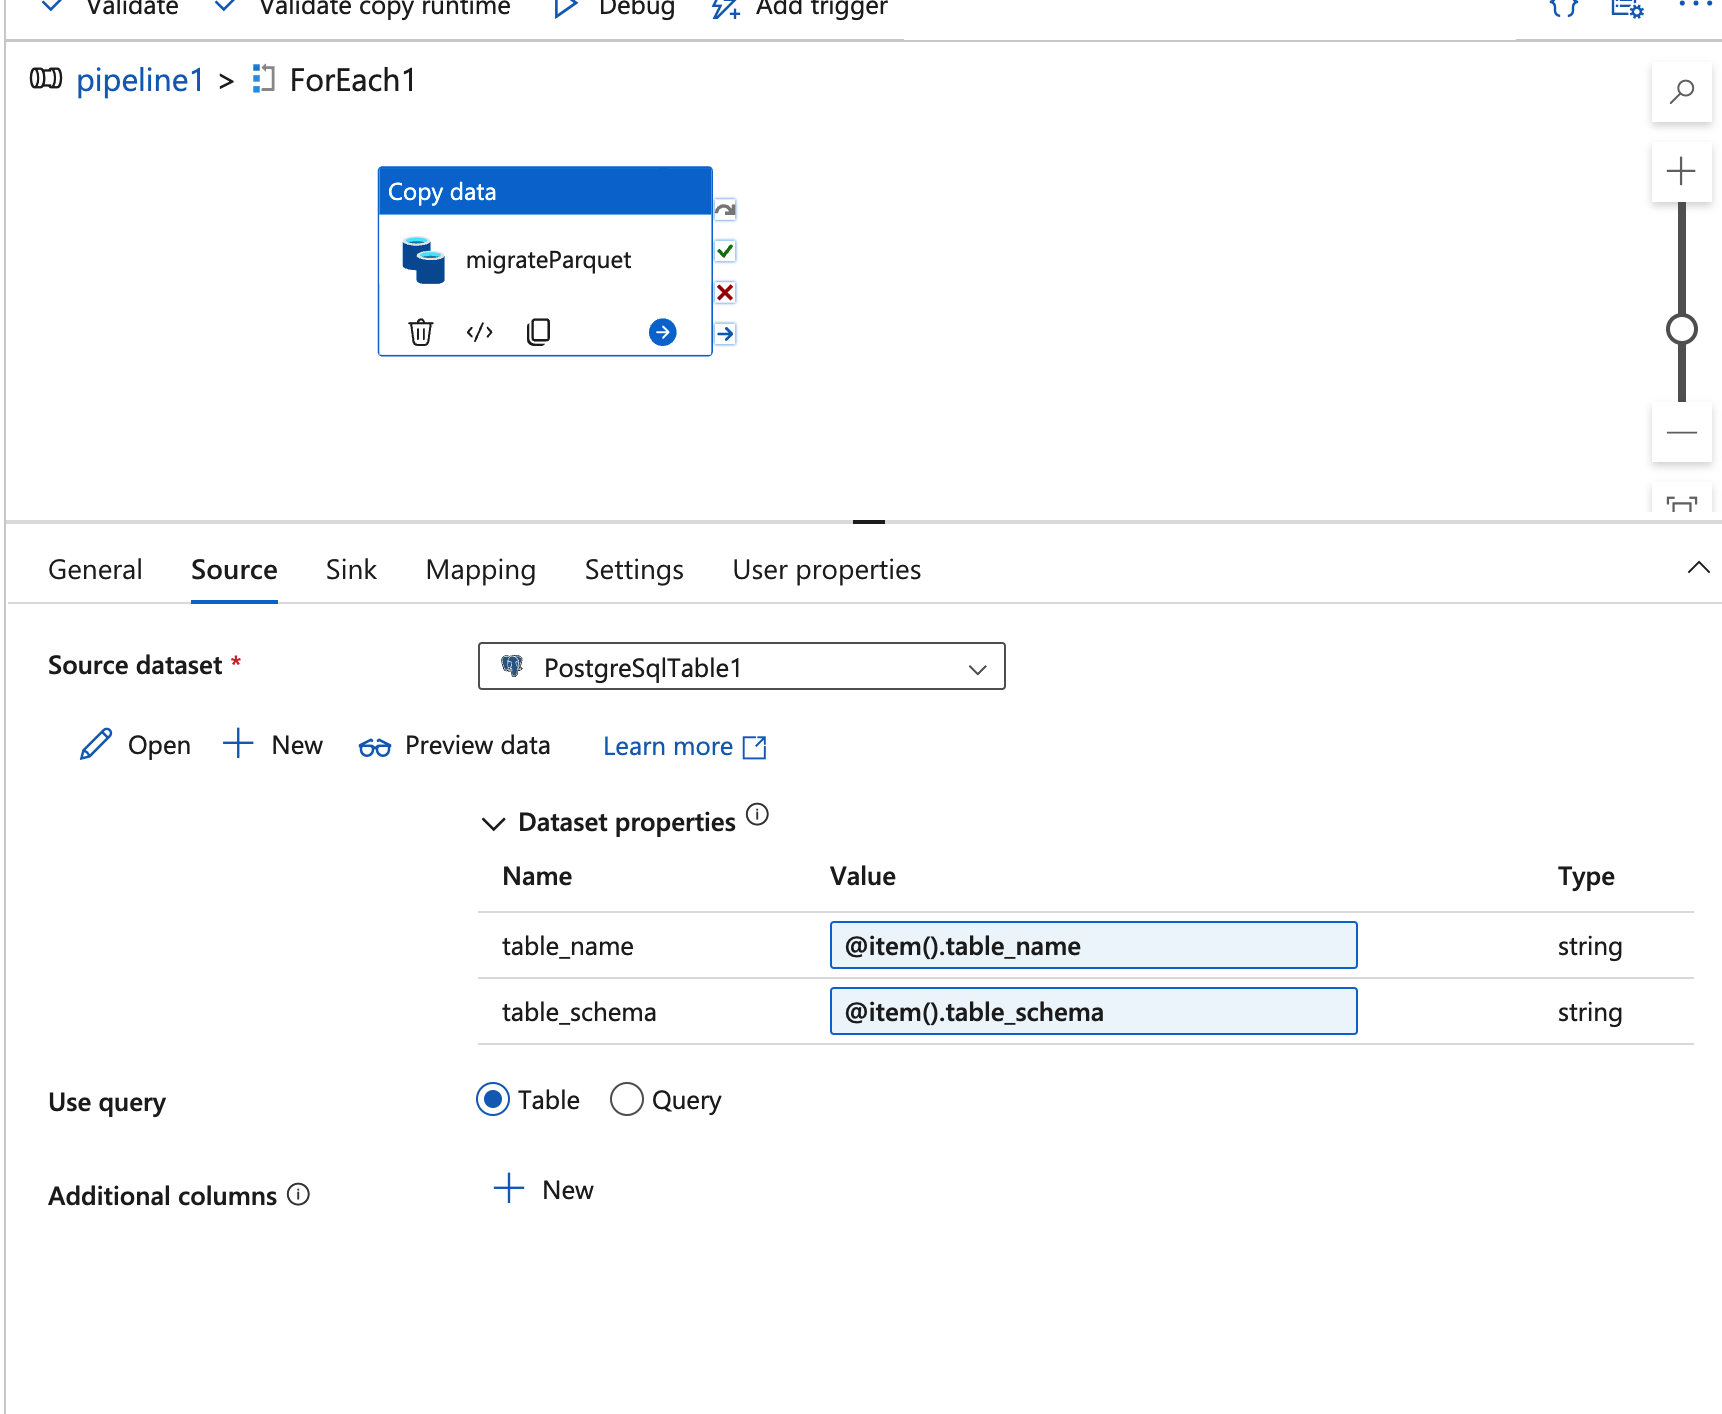 Validate Validate copy runtime Debug Add trigger
pipeline1 > ForEach1
Copy data
migrateParquet
General Source Sink Mapping Settings User properties
Source dataset * PostgreSqlTable1
Open New Preview data Learn more
Dataset properties
Name Value Type
table_name @item().table_name string
table_schema @item().table_schema string
Use query Table Query
Additional columns New